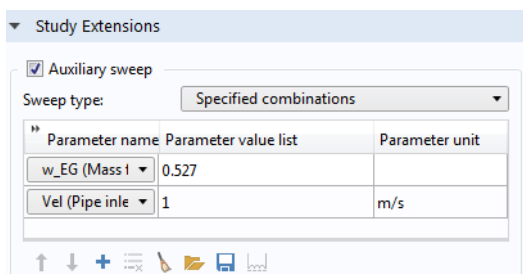 Study Extensions
Auxiliary sweep
Sweep type: Specified combinations
Parameter name Parameter value list Parameter unit
w_EG (Mass f 0.527
Vel (Pipe inle 1 m/s